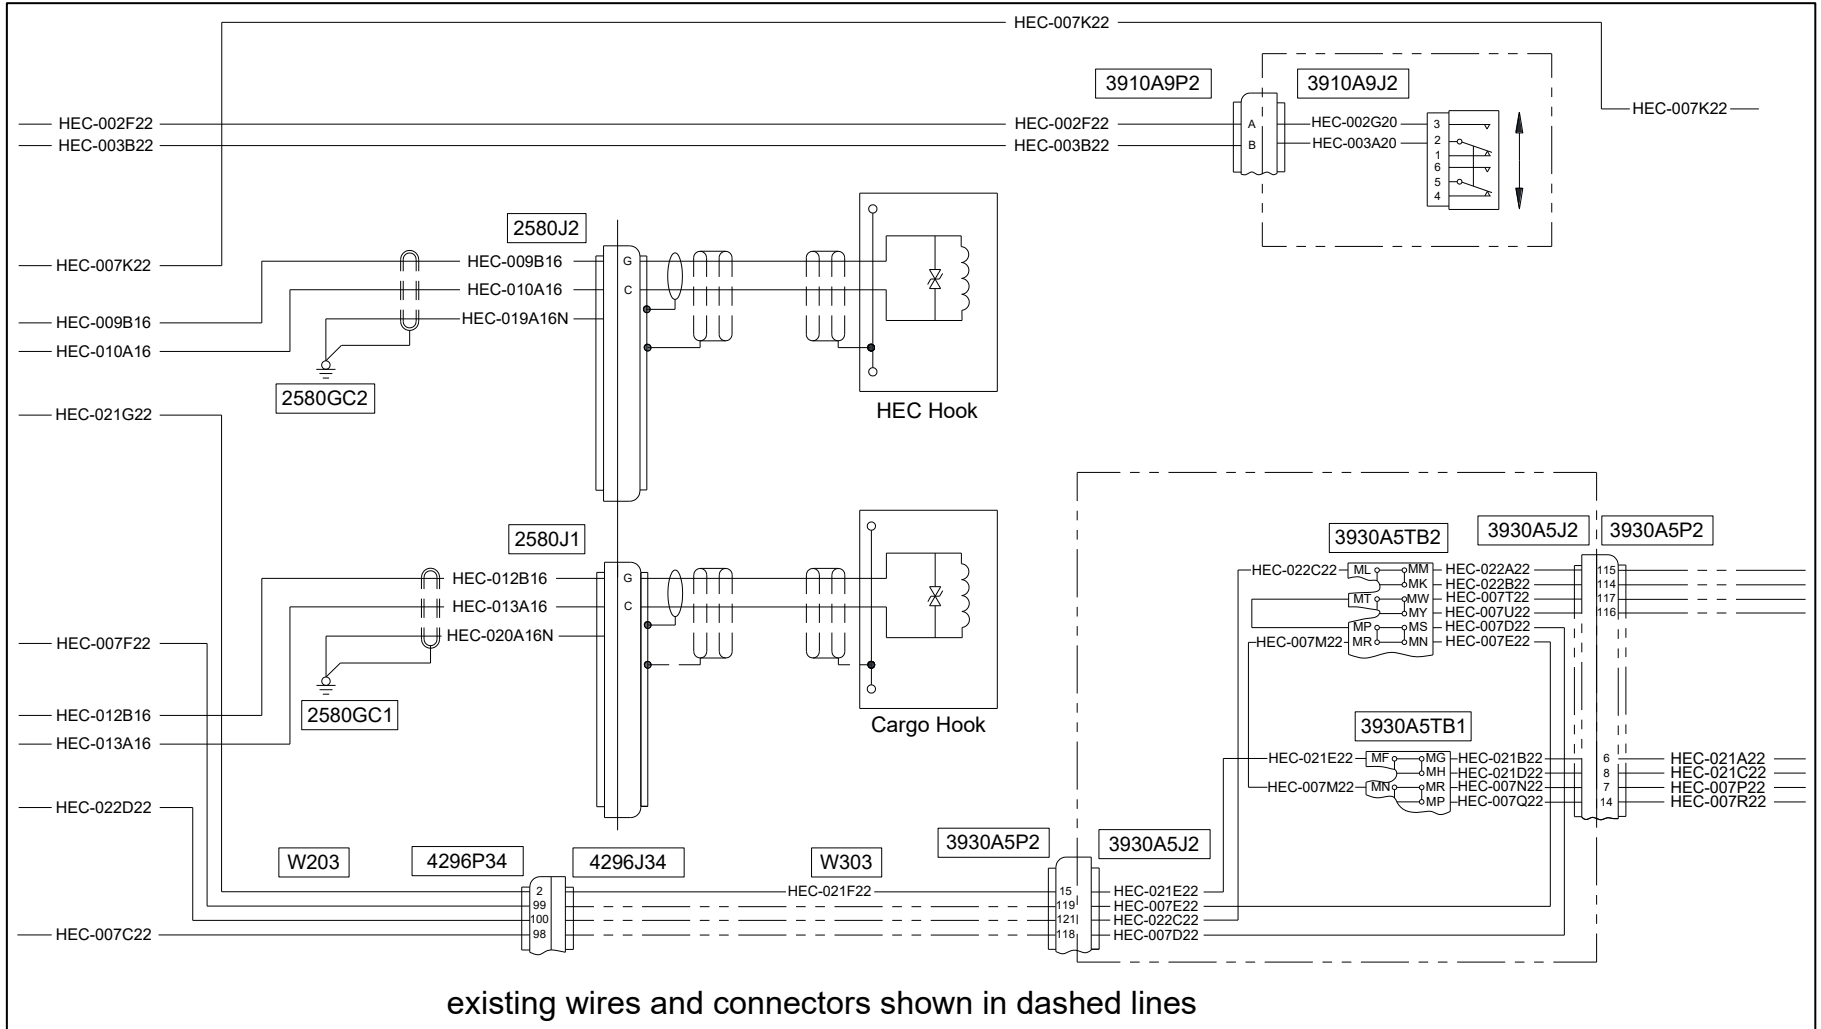 HEC-007K22
3910A9P2 3910A9J2
HEC-007K22
HEC-002F22 HEC-002F22 A HEC-002G20 3
HEC-003B22 HEC-003B22 B HEC-003A20 2
1
6
5
4
2580J2
HEC-007K22 HEC-009B16 G
HEC-010A16 C
HEC-009B16 HEC-019A16N
HEC-010A16
2580GC2
HEC Hook
HEC-021G22
2580J1
3930A5TB2 3930A5J2 3930A5P2
HEC-012B16 G
HEC-013A16 C
HEC-020A16N
HEC-022C22 ML MM HEC-022A22 115
MK HEC-022B22 114
MT MW HEC-007T22 117
MY HEC-007U22 116
MP MS HEC-007D22
HEC-007M22 MR MN HEC-007E22
HEC-007F22
2580GC1
HEC-012B16
HEC-013A16
Cargo Hook
3930A5TB1
HEC-021E22 MF MG HEC-021B22 6 HEC-021A22
MH HEC-021D22 8 HEC-021C22
HEC-007M22 MN MR HEC-007N22 7 HEC-007P22
MP HEC-007Q22 14 HEC-007R22
HEC-022D22
W203 4296P34 4296J34 W303 3930A5P2 3930A5J2
2 HEC-021F22 15 HEC-021E22
99 119 HEC-007E22
100 121 HEC-022C22
HEC-007C22 98 118 HEC-007D22
existing wires and connectors shown in dashed lines